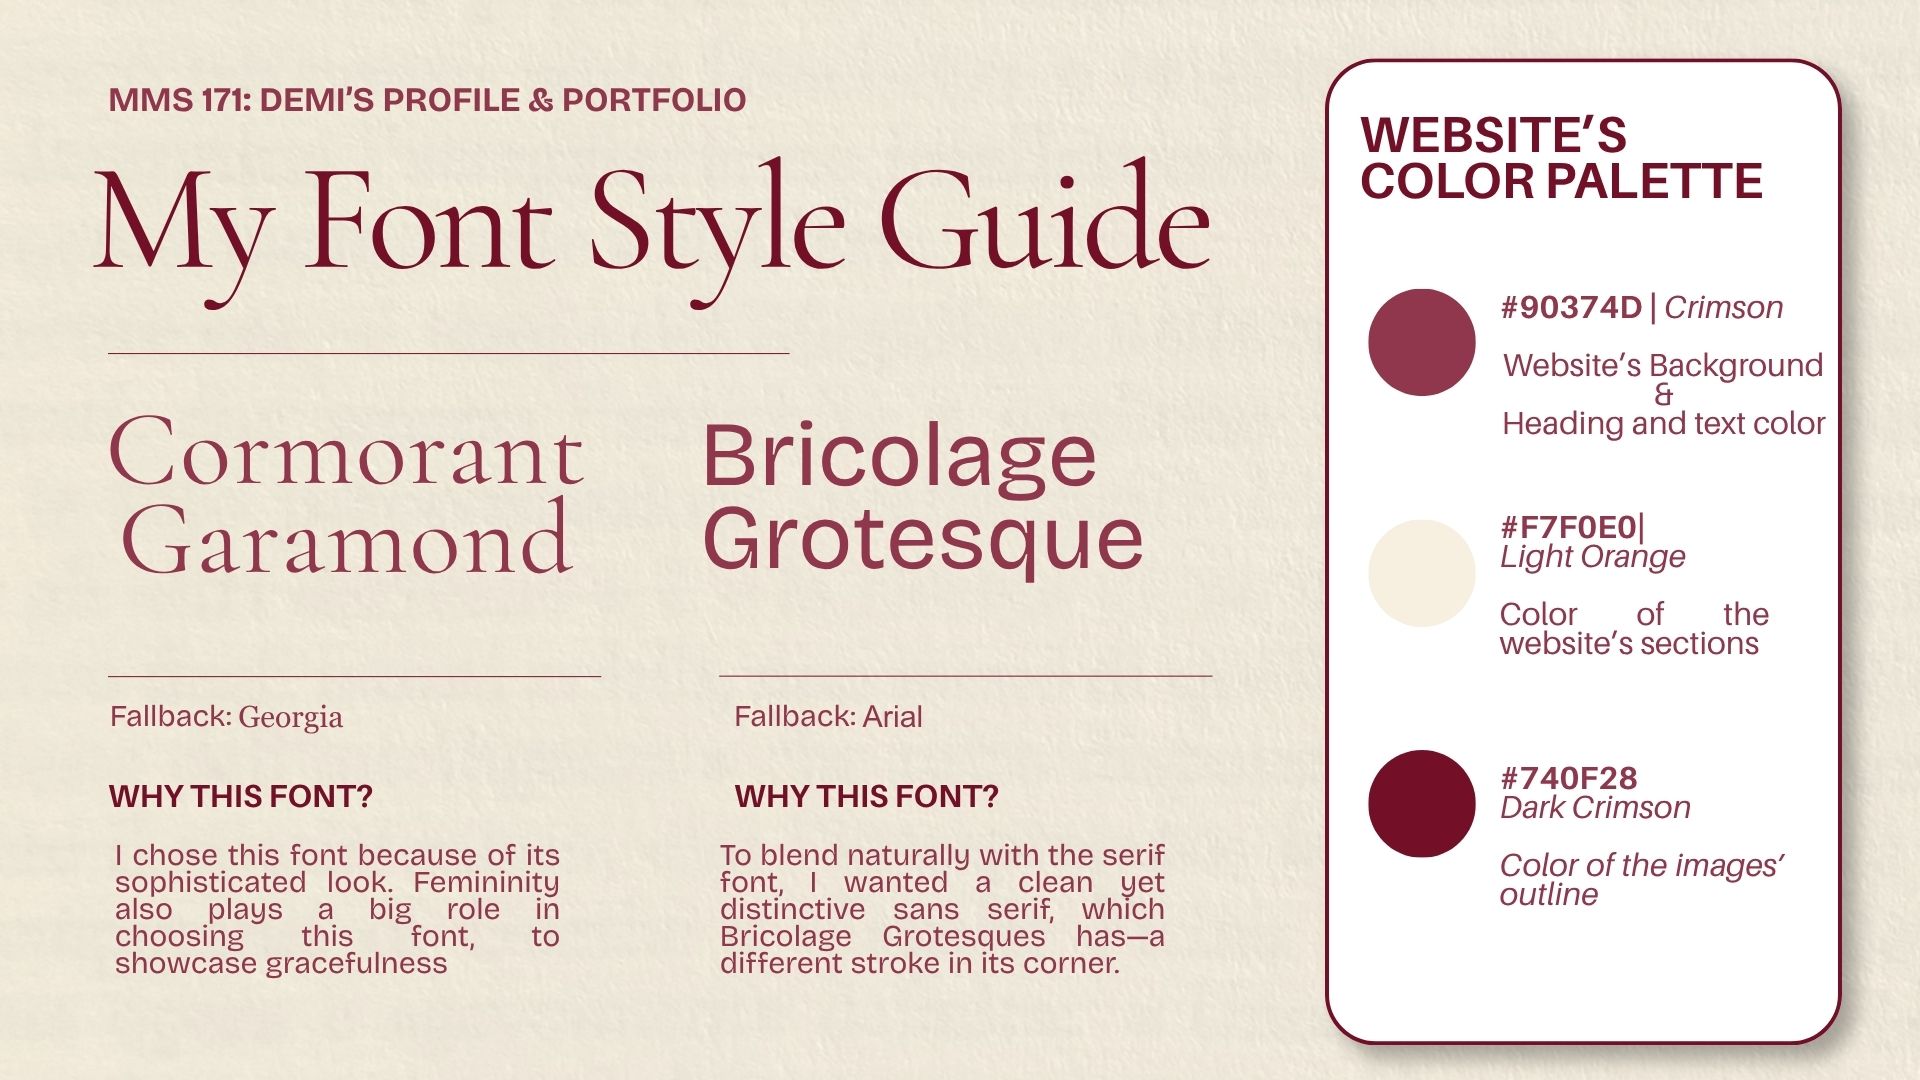 MMS 171: DEMI’S PROFILE & PORTFOLIO
My Font Style Guide
Cormorant
Garamond
Fallback: Georgia
WHY THIS FONT?
I chose this font because of its
sophisticated look. Femininity
also plays a big role in
choosing this font, to
showcase gracefulness
Bricolage
Grotesque
Fallback: Arial
WHY THIS FONT?
To blend naturally with the serif
font, I wanted a clean yet
distinctive sans serif, which
Bricolage Grotesques has—a
different stroke in its corner.
WEBSITE’S
COLOR PALETTE
#90374D | Crimson
Website’s Background
&
Heading and text color
#F7F0E0|
Light Orange
Color of the
website’s sections
#740F28
Dark Crimson
Color of the images’
outline